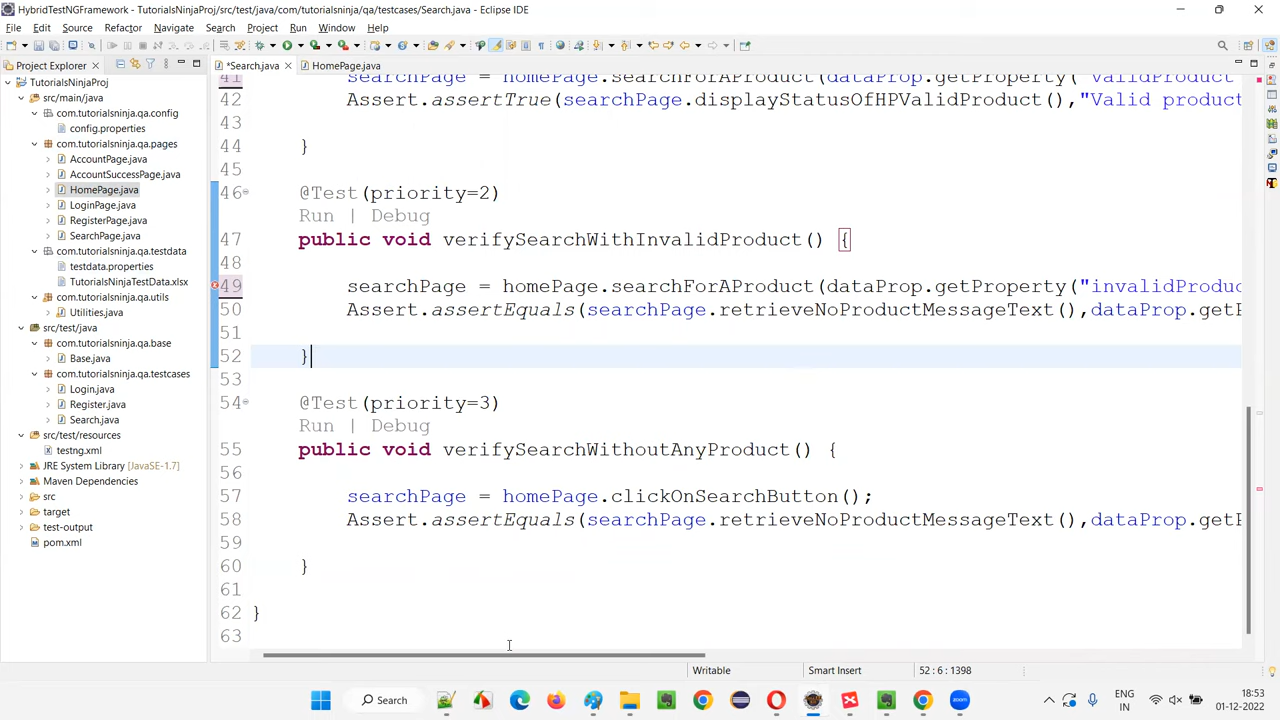 HybridTestNGFramework - TutorialsNinjaProj/src/test/java/com/tutorialsninja/qa/testcases/Search.java - Eclipse IDE
File Edit Source Refactor Navigate Search Project Run Window Help
Project Explorer
*Search.java
HomePage.java
TutorialsNinjaProj
src/main/java
com.tutorialsninja.qa.config
config.properties
com.tutorialsninja.qa.pages
AccountPage.java
AccountSuccessPage.java
HomePage.java
LoginPage.java
RegisterPage.java
SearchPage.java
com.tutorialsninja.qa.testdata
testdata.properties
TutorialsNinjaTestData.xlsx
com.tutorialsninja.qa.utils
Utilities.java
src/test/java
com.tutorialsninja.qa.base
Base.java
com.tutorialsninja.qa.testcases
Login.java
Register.java
Search.java
src/test/resources
testng.xml
JRE System Library [JavaSE-1.7]
Maven Dependencies
src
target
test-output
pom.xml
41 searchPage = homePage.searchForAProduct(dataProp.getProperty("validProduct
42 Assert.assertTrue(searchPage.displayStatusOfHPValidProduct(),"Valid product
43
44 }
45
46 @Test(priority=2)
Run | Debug
47 public void verifySearchWithInvalidProduct() {
48
49 searchPage = homePage.searchForAProduct(dataProp.getProperty("invalidProduc
50 Assert.assertEquals(searchPage.retrieveNoProductMessageText(),dataProp.getP
51
52 }
53
54 @Test(priority=3)
Run | Debug
55 public void verifySearchWithoutAnyProduct() {
56
57 searchPage = homePage.clickOnSearchButton();
58 Assert.assertEquals(searchPage.retrieveNoProductMessageText(),dataProp.getP
59
60 }
61
62 }
63
Writable Smart Insert 52 : 6 : 1398
Search
ENG
IN
18:53
01-12-2022